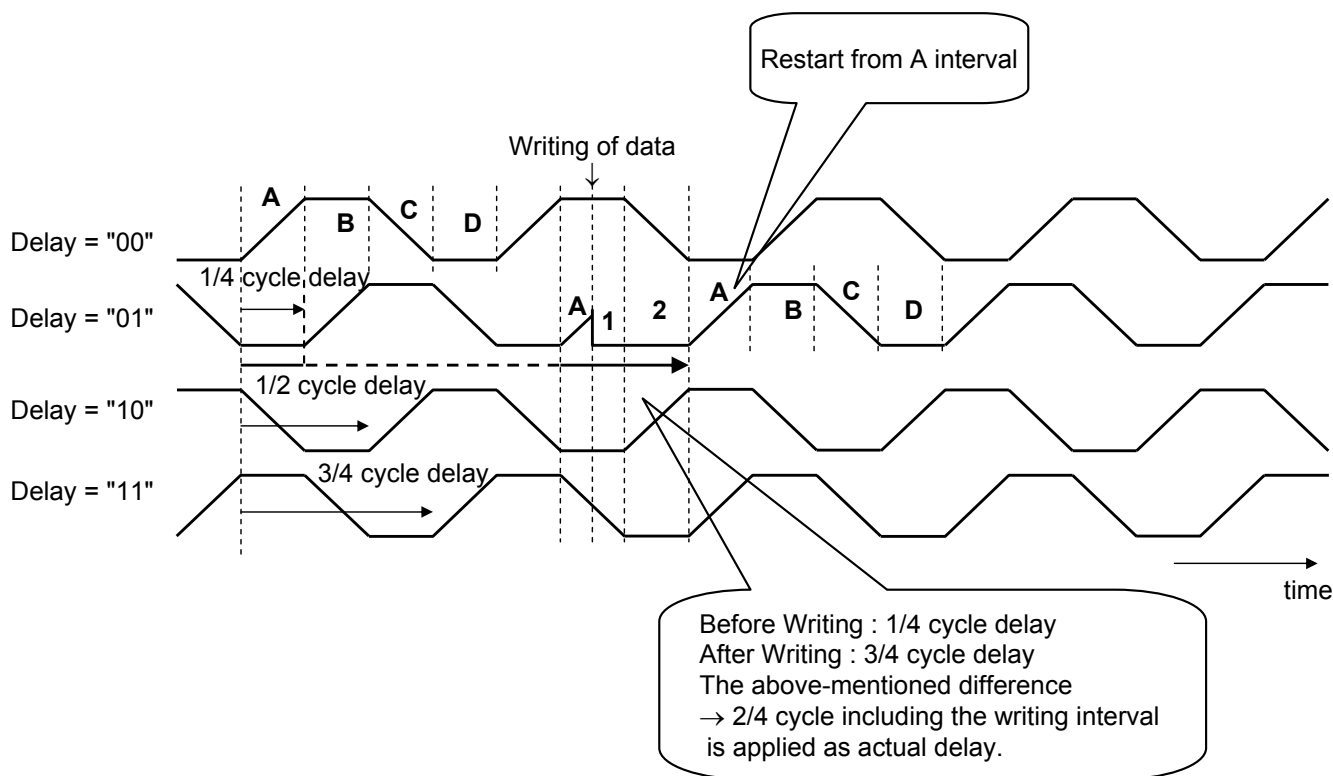 Restart from A interval
Writing of data
↓
A B C D
Delay = "00"
1/4 cycle delay
Delay = "01"
A 1 2 A B C D
1/2 cycle delay
Delay = "10"
3/4 cycle delay
Delay = "11"
time
Before Writing : 1/4 cycle delay
After Writing : 3/4 cycle delay
The above-mentioned difference
→ 2/4 cycle including the writing interval
is applied as actual delay.